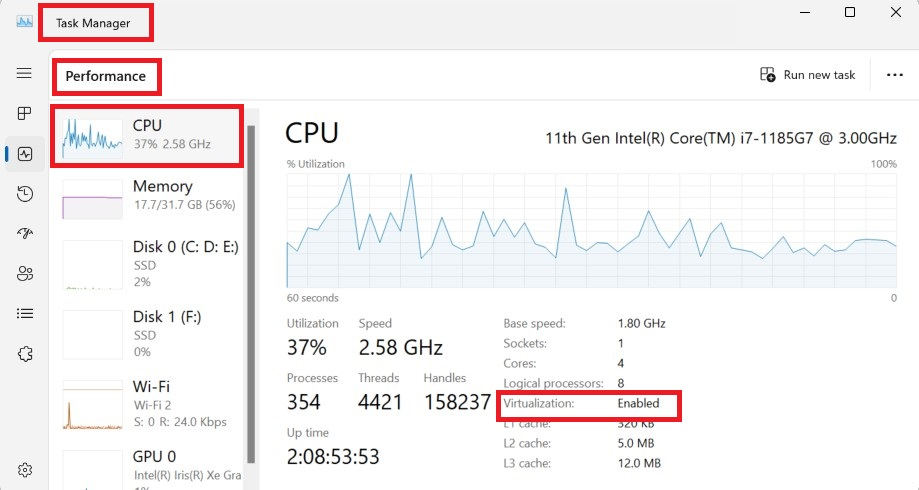 Task Manager
Performance
Run new task
CPU
37% 2.58 GHz
Memory
17.7/31.7 GB (56%)
Disk 0 (C: D: E:)
SSD
2%
Disk 1 (F:)
SSD
0%
Wi-Fi
Wi-Fi 2
S: 0 R: 24.0 Kbps
GPU 0
Intel(R) Iris(R) Xe Gra
CPU
11th Gen Intel(R) Core(TM) i7-1185G7 @ 3.00GHz
% Utilization
100%
60 seconds
0
Utilization
Speed
37%
2.58 GHz
Processes
Threads
Handles
354
4421
158237
Up time
2:08:53:53
Base speed: 1.80 GHz
Sockets: 1
Cores: 4
Logical processors: 8
Virtualization: Enabled
L1 cache: 320 KB
L2 cache: 5.0 MB
L3 cache: 12.0 MB